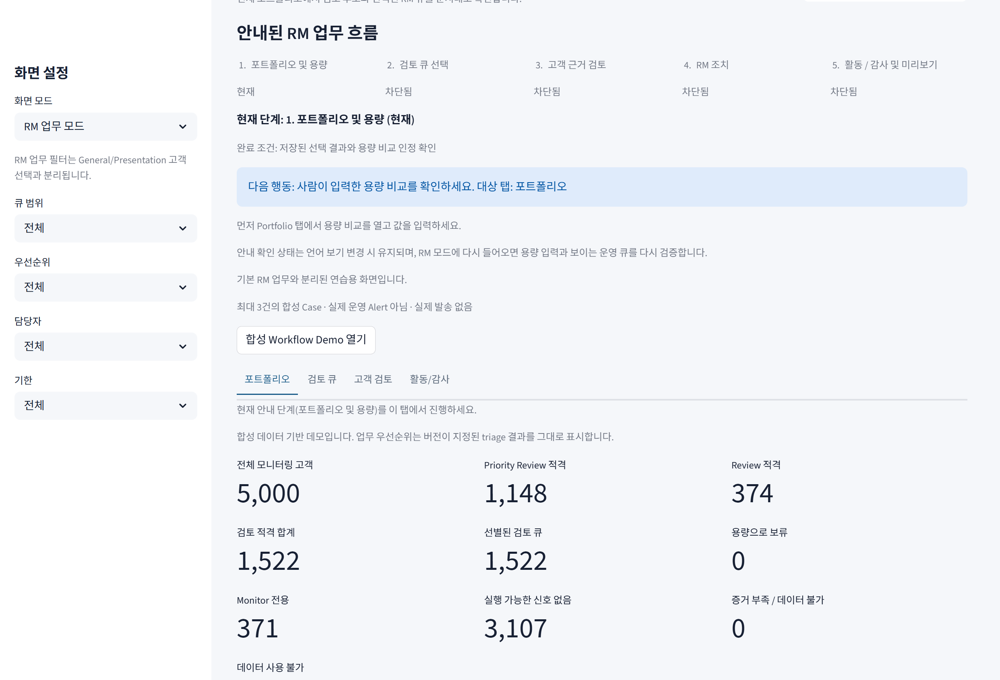 안내된 RM 업무 흐름
1. 포트폴리오 및 용량
2. 검토 큐 선택
3. 고객 근거 검토
4. RM 조치
5. 활동 / 감사 및 미리보기
현재
차단됨
차단됨
차단됨
차단됨
현재 단계: 1. 포트폴리오 및 용량 (현재)
완료 조건: 저장된 선택 결과와 용량 비교 인정 확인
다음 행동: 사람이 입력한 용량 비교를 확인하세요. 대상 탭: 포트폴리오
먼저 Portfolio 탭에서 용량 비교를 열고 값을 입력하세요.
안내 확인 상태는 언어 보기 변경 시 유지되며, RM 모드에 다시 들어오면 용량 입력과 보이는 운영 큐를 다시 검증합니다.
기본 RM 업무와 분리된 연습용 화면입니다.
최대 3건의 합성 Case · 실제 운영 Alert 아님 · 실제 발송 없음
합성 Workflow Demo 열기
포트폴리오
검토 큐
고객 검토
활동/감사
현재 안내 단계(포트폴리오 및 용량)를 이 탭에서 진행하세요.
합성 데이터 기반 데모입니다. 업무 우선순위는 버전이 지정된 triage 결과를 그대로 표시합니다.
전체 모니터링 고객
5,000
Priority Review 적격
1,148
Review 적격
374
검토 적격 합계
1,522
선별된 검토 큐
1,522
용량으로 보류
0
Monitor 전용
371
실행 가능한 신호 없음
3,107
증거 부족 / 데이터 불가
0
데이터 사용 불가
화면 설정
화면 모드
RM 업무 모드
RM 업무 필터는 General/Presentation 고객
선택과 분리됩니다.
큐 범위
전체
우선순위
전체
담당자
전체
기한
전체